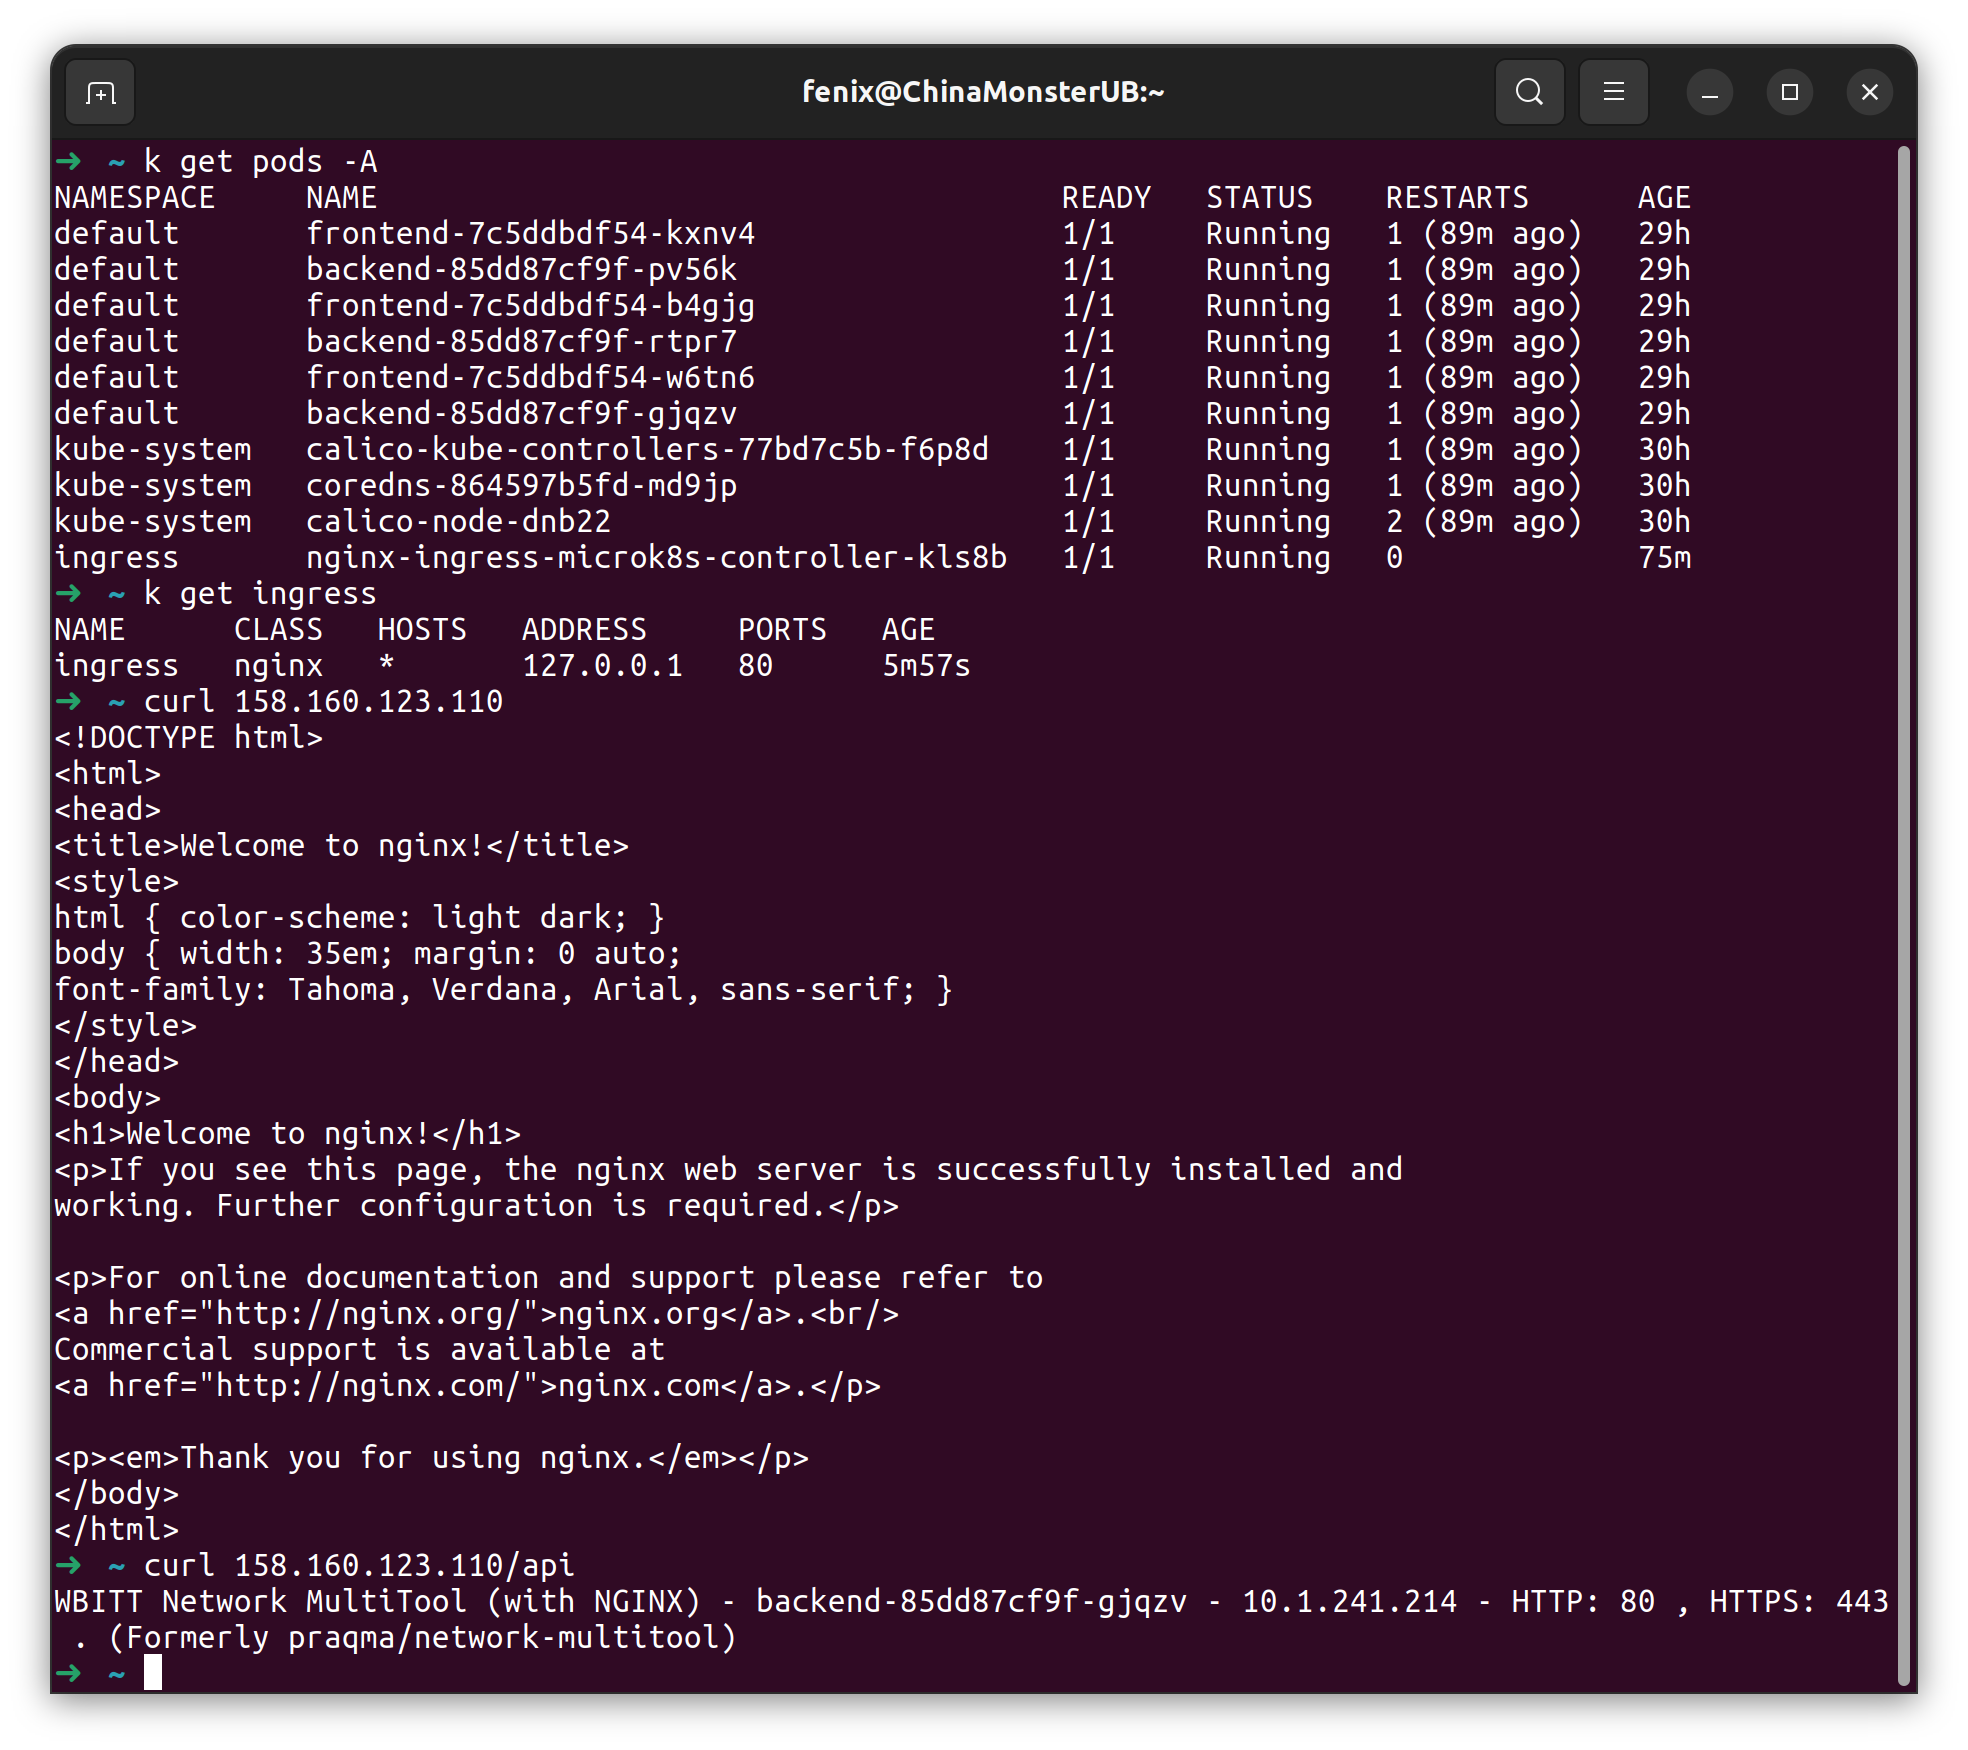 fenix@ChinaMonsterUB:~
➜  ~ k get pods -A
NAMESPACE     NAME                                      READY   STATUS    RESTARTS      AGE
default       frontend-7c5ddbdf54-kxnv4                 1/1     Running   1 (89m ago)   29h
default       backend-85dd87cf9f-pv56k                  1/1     Running   1 (89m ago)   29h
default       frontend-7c5ddbdf54-b4gjg                 1/1     Running   1 (89m ago)   29h
default       backend-85dd87cf9f-rtpr7                  1/1     Running   1 (89m ago)   29h
default       frontend-7c5ddbdf54-w6tn6                 1/1     Running   1 (89m ago)   29h
default       backend-85dd87cf9f-gjqzv                  1/1     Running   1 (89m ago)   29h
kube-system   calico-kube-controllers-77bd7c5b-f6p8d    1/1     Running   1 (89m ago)   30h
kube-system   coredns-864597b5fd-md9jp                  1/1     Running   1 (89m ago)   30h
kube-system   calico-node-dnb22                         1/1     Running   2 (89m ago)   30h
ingress       nginx-ingress-microk8s-controller-kls8b   1/1     Running   0             75m
➜  ~ k get ingress
NAME      CLASS   HOSTS   ADDRESS     PORTS   AGE
ingress   nginx   *       127.0.0.1   80      5m57s
➜  ~ curl 158.160.123.110
<!DOCTYPE html>
<html>
<head>
<title>Welcome to nginx!</title>
<style>
html { color-scheme: light dark; }
body { width: 35em; margin: 0 auto;
font-family: Tahoma, Verdana, Arial, sans-serif; }
</style>
</head>
<body>
<h1>Welcome to nginx!</h1>
<p>If you see this page, the nginx web server is successfully installed and
working. Further configuration is required.</p>

<p>For online documentation and support please refer to
<a href="http://nginx.org/">nginx.org</a>.<br/>
Commercial support is available at
<a href="http://nginx.com/">nginx.com</a>.</p>

<p><em>Thank you for using nginx.</em></p>
</body>
</html>
➜  ~ curl 158.160.123.110/api
WBITT Network MultiTool (with NGINX) - backend-85dd87cf9f-gjqzv - 10.1.241.214 - HTTP: 80 , HTTPS: 443
 . (Formerly praqma/network-multitool)
➜  ~